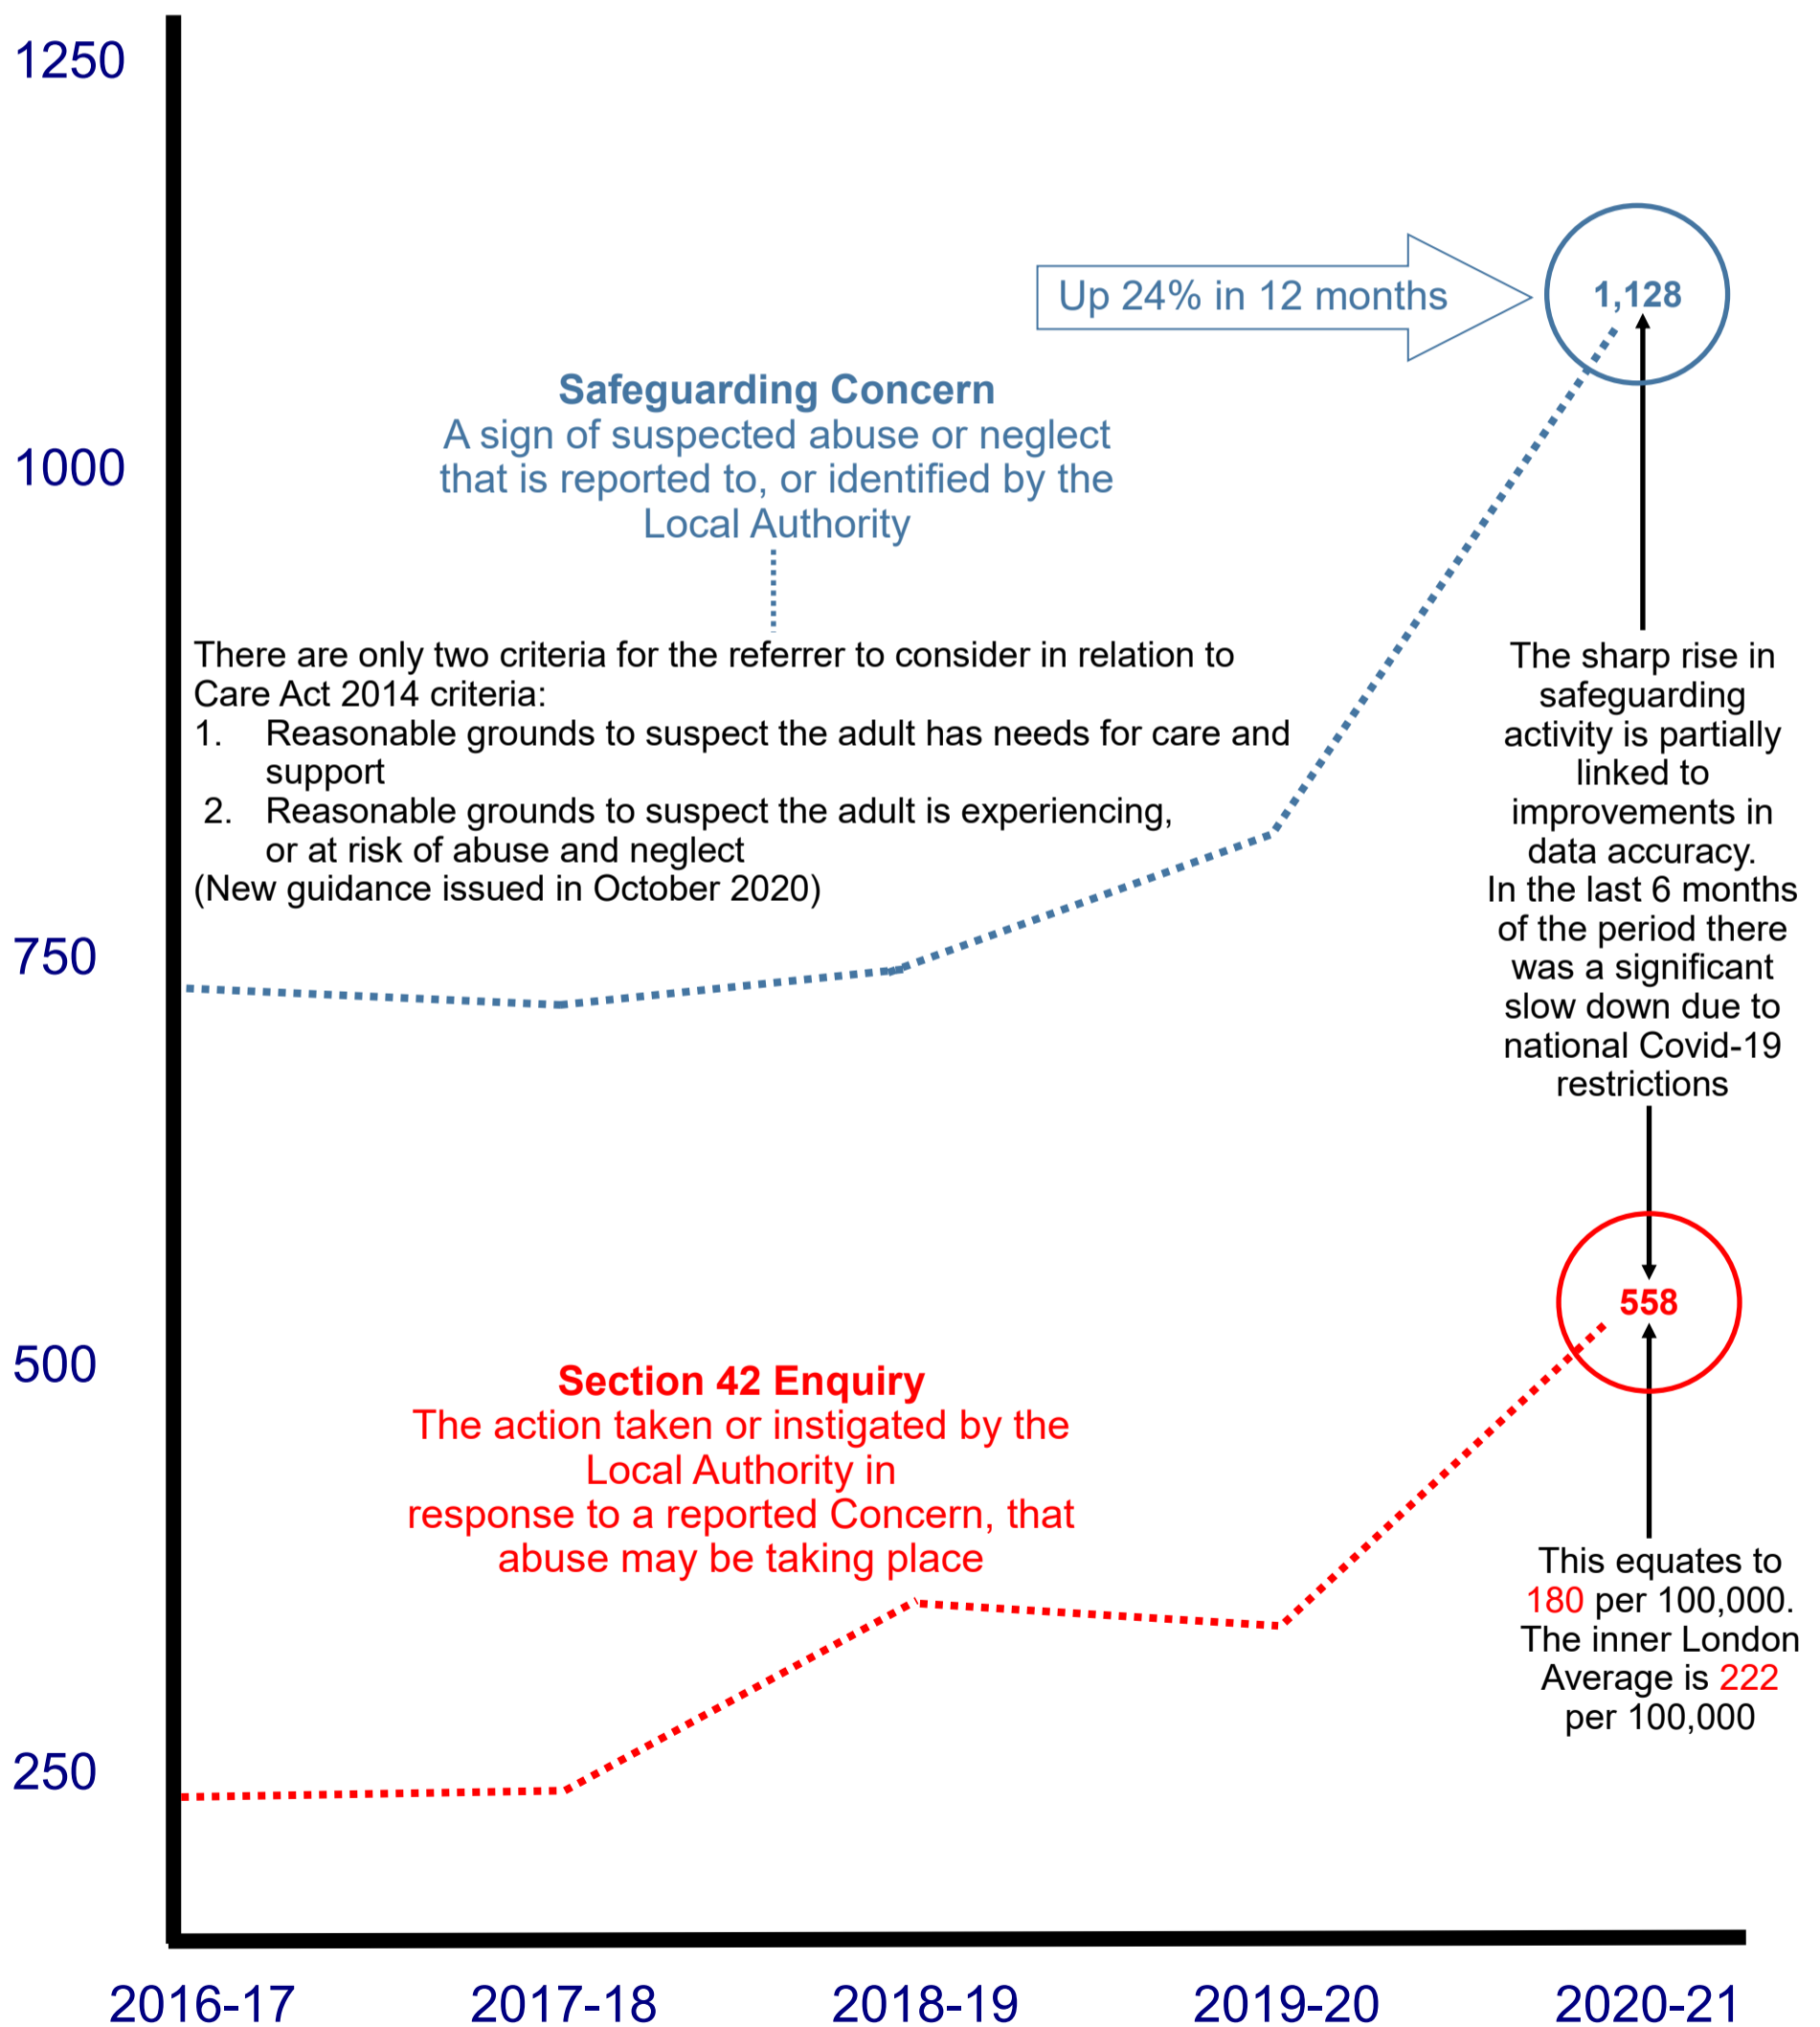 1250
1000
750
500
250
Up 24% in 12 months
1,128
Safeguarding Concern
A sign of suspected abuse or neglect
that is reported to, or identified by the
Local Authority
There are only two criteria for the referrer to consider in relation to
Care Act 2014 criteria:
1. Reasonable grounds to suspect the adult has needs for care and
support
2. Reasonable grounds to suspect the adult is experiencing,
or at risk of abuse and neglect
(New guidance issued in October 2020)
The sharp rise in
safeguarding
activity is partially
linked to
improvements in
data accuracy.
In the last 6 months
of the period there
was a significant
slow down due to
national Covid-19
restrictions
558
Section 42 Enquiry
The action taken or instigated by the
Local Authority in
response to a reported Concern, that
abuse may be taking place
This equates to
180 per 100,000.
The inner London
Average is 222
per 100,000
2016-17 2017-18 2018-19 2019-20 2020-21